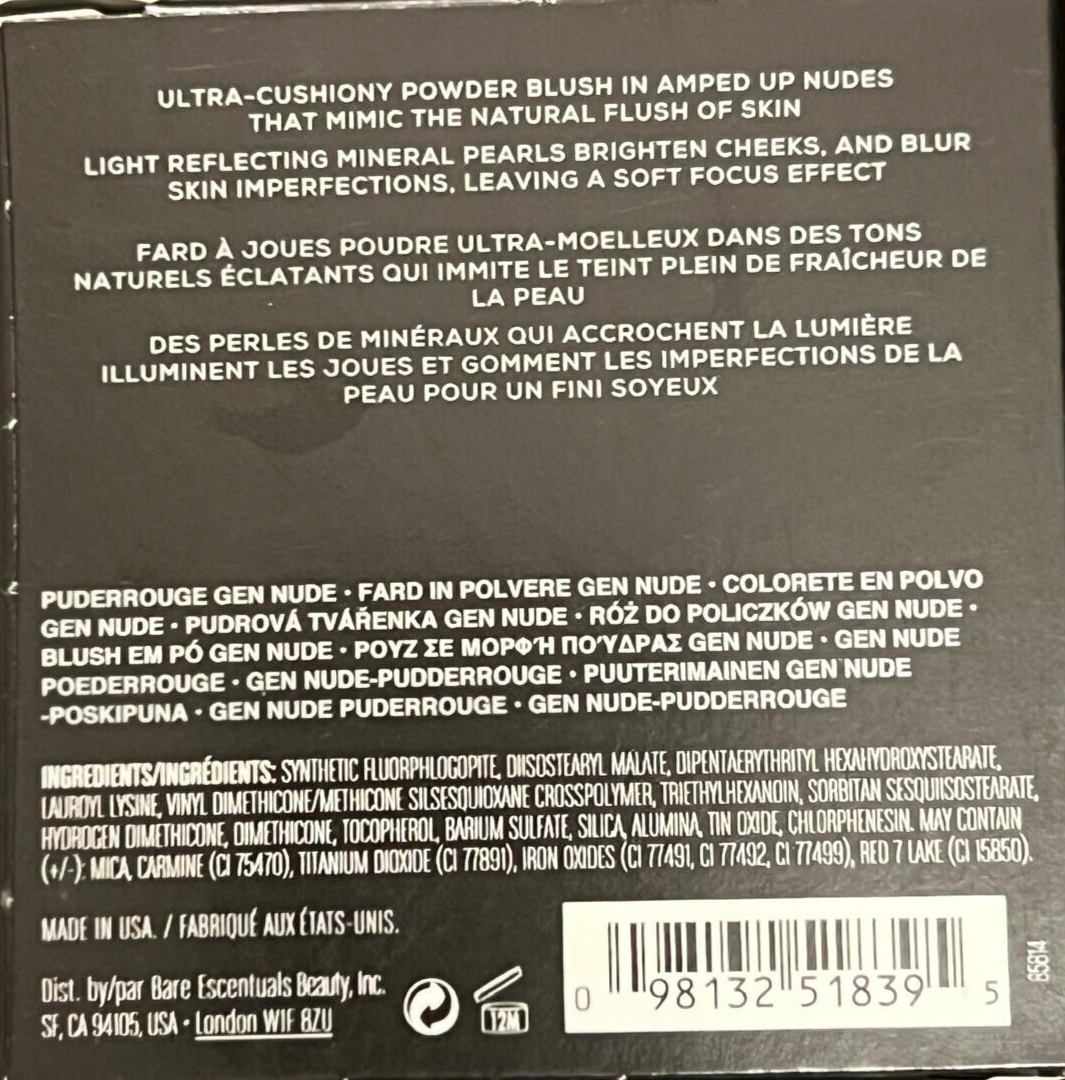 ULTRA-CUSHIONY POWDER BLUSH IN AMPED UP NUDES
THAT MIMIC THE NATURAL FLUSH OF SKIN
LIGHT REFLECTING MINERAL PEARLS BRIGHTEN CHEEKS, AND BLUR
SKIN IMPERFECTIONS, LEAVING A SOFT FOCUS EFFECT
FARD À JOUES POUDRE ULTRA-MOELLEUX DANS DES TONS
NATURELS ÉCLATANTS QUI IMMITE LE TEINT PLEIN DE FRAÎCHEUR DE
LA PEAU
DES PERLES DE MINÉRAUX QUI ACCROCHENT LA LUMIÈRE
ILLUMINENT LES JOUES ET GOMMENT LES IMPERFECTIONS DE LA
PEAU POUR UN FINI SOYEUX
PUDERROUGE GEN NUDE • FARD IN POLVERE GEN NUDE • COLORETE EN POLVO
GEN NUDE • PUDROVÁ TVÁŘENKA GEN NUDE • RÓŻ DO POLICZKÓW GEN NUDE •
BLUSH EM PÓ GEN NUDE • ΡΟΥΖ ΣΕ ΜΟΡΦΉ ΠΟΎΔΡΑΣ GEN NUDE • GEN NUDE
POEDERROUGE • GEN NUDE-PUDDERROUGE • PUUTERIMAINEN GEN NUDE
-POSKIPUNA • GEN NUDE PUDERROUGE • GEN NUDE-PUDDERROUGE
INGREDIENTS/INGRÉDIENTS: SYNTHETIC FLUORPHLOGOPITE, DIISOSTEARYL MALATE, DIPENTAERYTHRITYL HEXAHYDROXYSTEARATE,
LAUROYL LYSINE, VINYL DIMETHICONE/METHICONE SILSESQUIOXANE CROSSPOLYMER, TRIETHYLHEXANOIN, SORBITAN SESQUIISOSTEARATE,
HYDROGEN DIMETHICONE, DIMETHICONE, TOCOPHEROL, BARIUM SULFATE, SILICA, ALUMINA, TIN OXIDE, CHLORPHENESIN. MAY CONTAIN
(+/-): MICA, CARMINE (CI 75470), TITANIUM DIOXIDE (CI 77891), IRON OXIDES (CI 77491, CI 77492, CI 77499), RED 7 LAKE (CI 15850).
MADE IN USA. / FABRIQUÉ AUX ÉTATS-UNIS.
Dist. by/par Bare Escentuals Beauty, Inc.
SF, CA 94105, USA • London W1F 8ZU
12M
0 98132 51839 5
65814